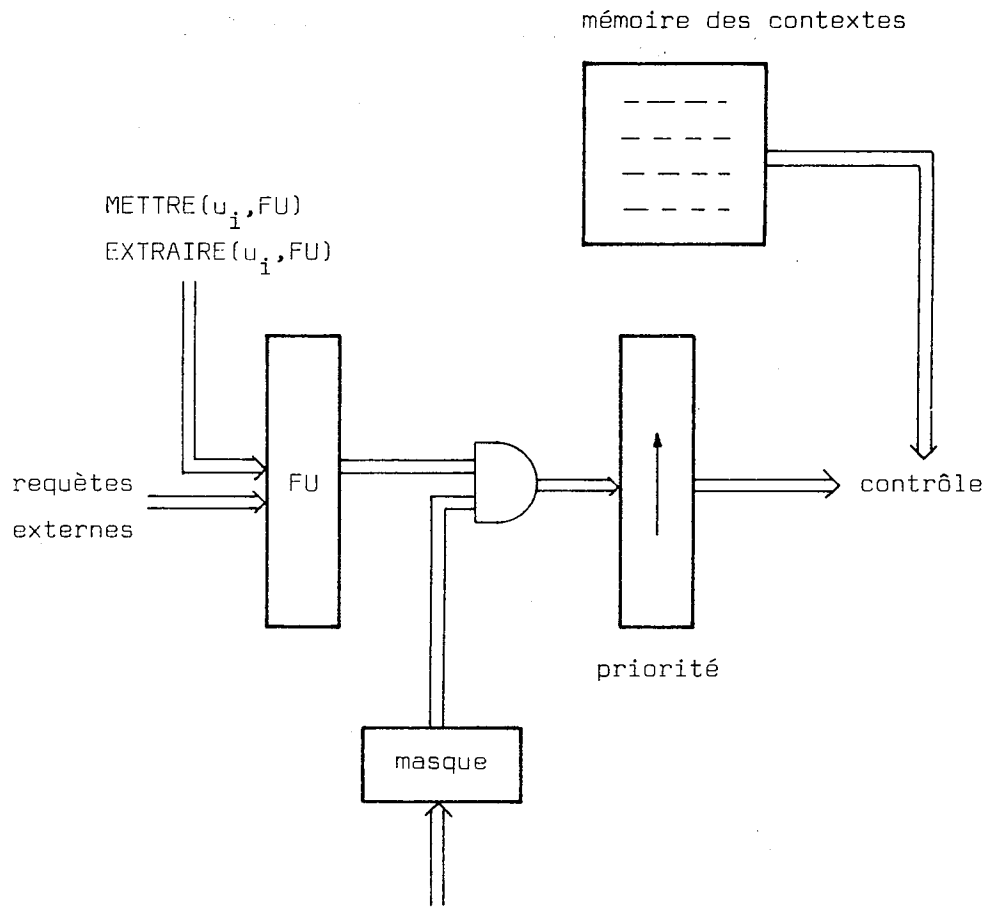 mémoire des contextes
METTRE(u_i,FU)
EXTRAIRE(u_i,FU)
requètes
externes
FU
contrôle
priorité
masque